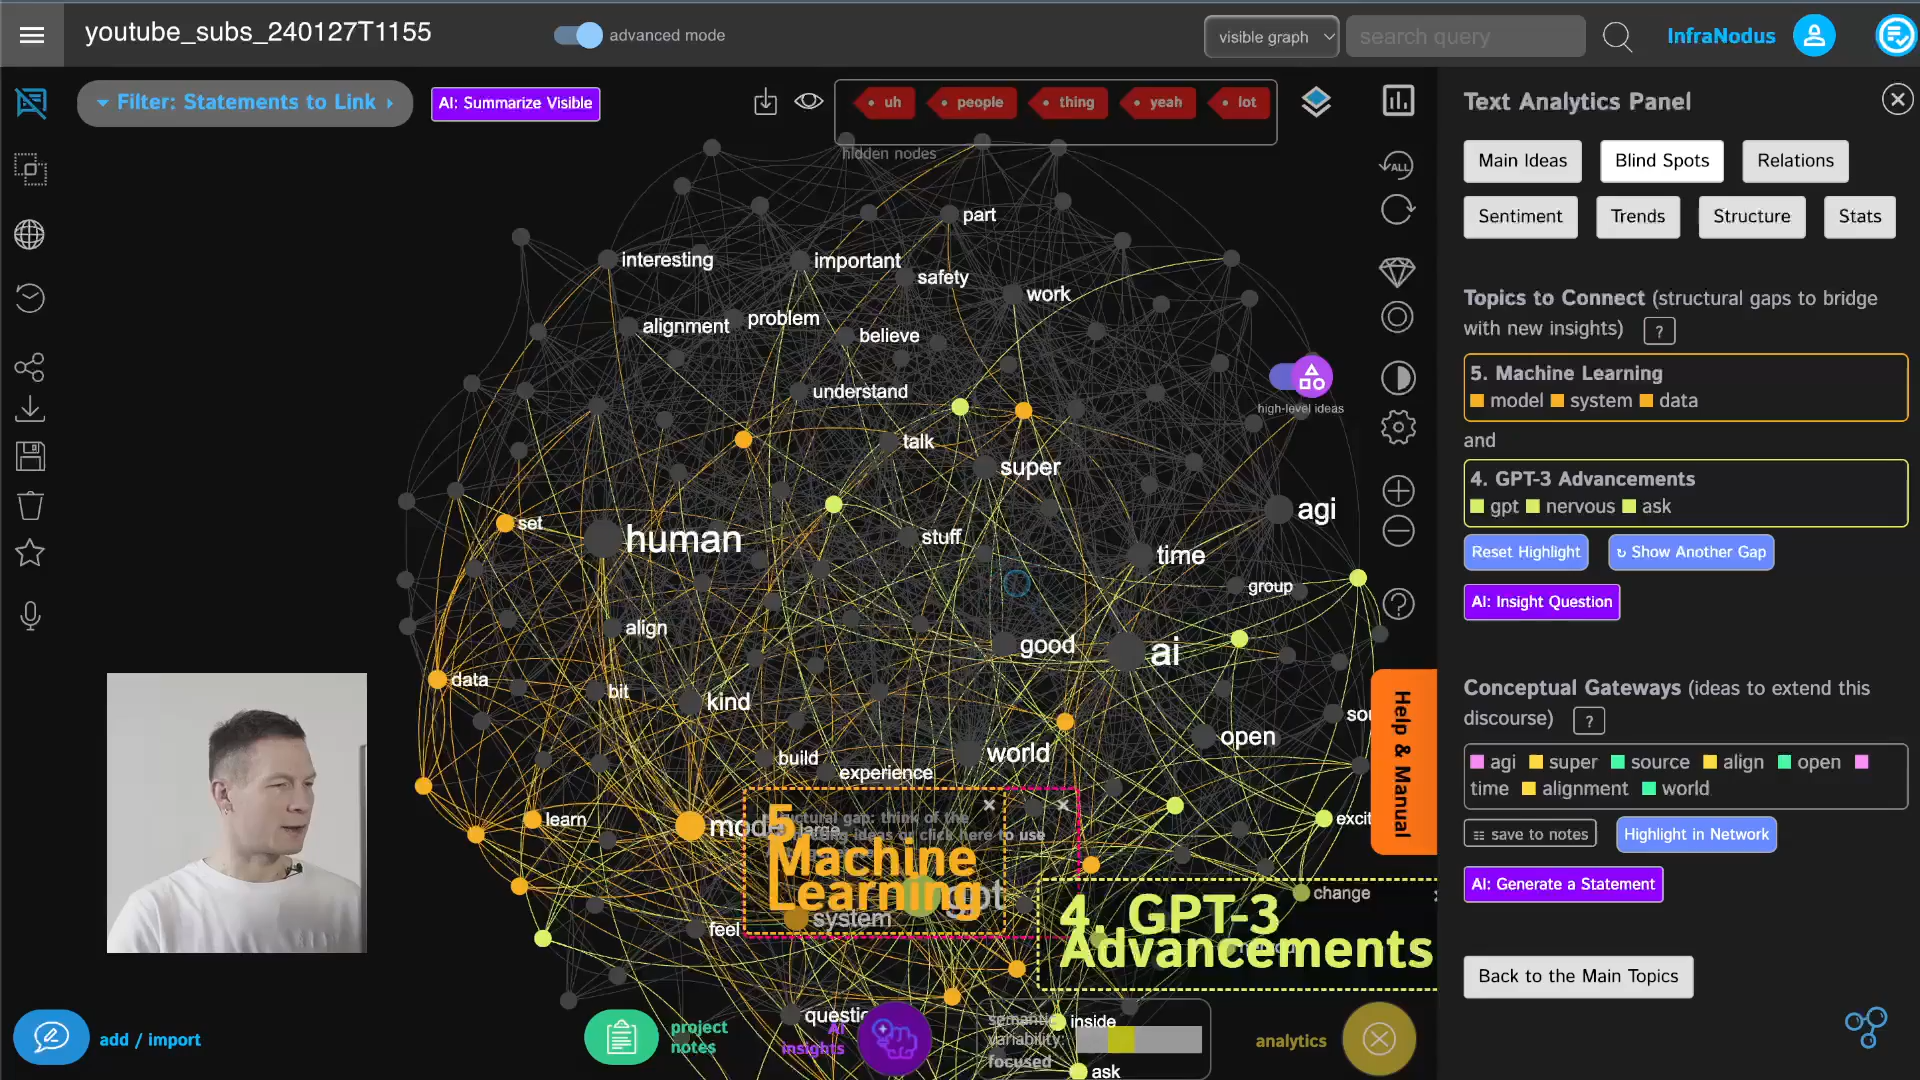 youtube_subs_240127T1155
advanced mode
visible graph
search query
InfraNodus
Filter: Statements to Link
AI: Summarize Visible
uh
people
thing
yeah
lot
hidden nodes
ALL
Text Analytics Panel
Main Ideas
Blind Spots
Relations
Sentiment
Trends
Structure
Stats
Topics to Connect (structural gaps to bridge
with new insights) ?
5. Machine Learning
model system data
and
4. GPT-3 Advancements
gpt nervous ask
Reset Highlight
Show Another Gap
AI: Insight Question
Conceptual Gateways (ideas to extend this
discourse) ?
agi super source align open
time alignment world
save to notes
Highlight in Network
AI: Generate a Statement
Back to the Main Topics
part
interesting
important
safety
work
alignment
problem
believe
understand
high-level ideas
talk
super
agi
set
human
stuff
time
group
align
good
ai
data
bit
kind
sou
open
build
world
experience
learn
excit
Help & Manual
5.
Machine
Learning
gpt
system
feel
change
4. GPT-3
Advancements
add / import
project
notes
AI
insights
semantic
variability:
focused
inside
ask
analytics